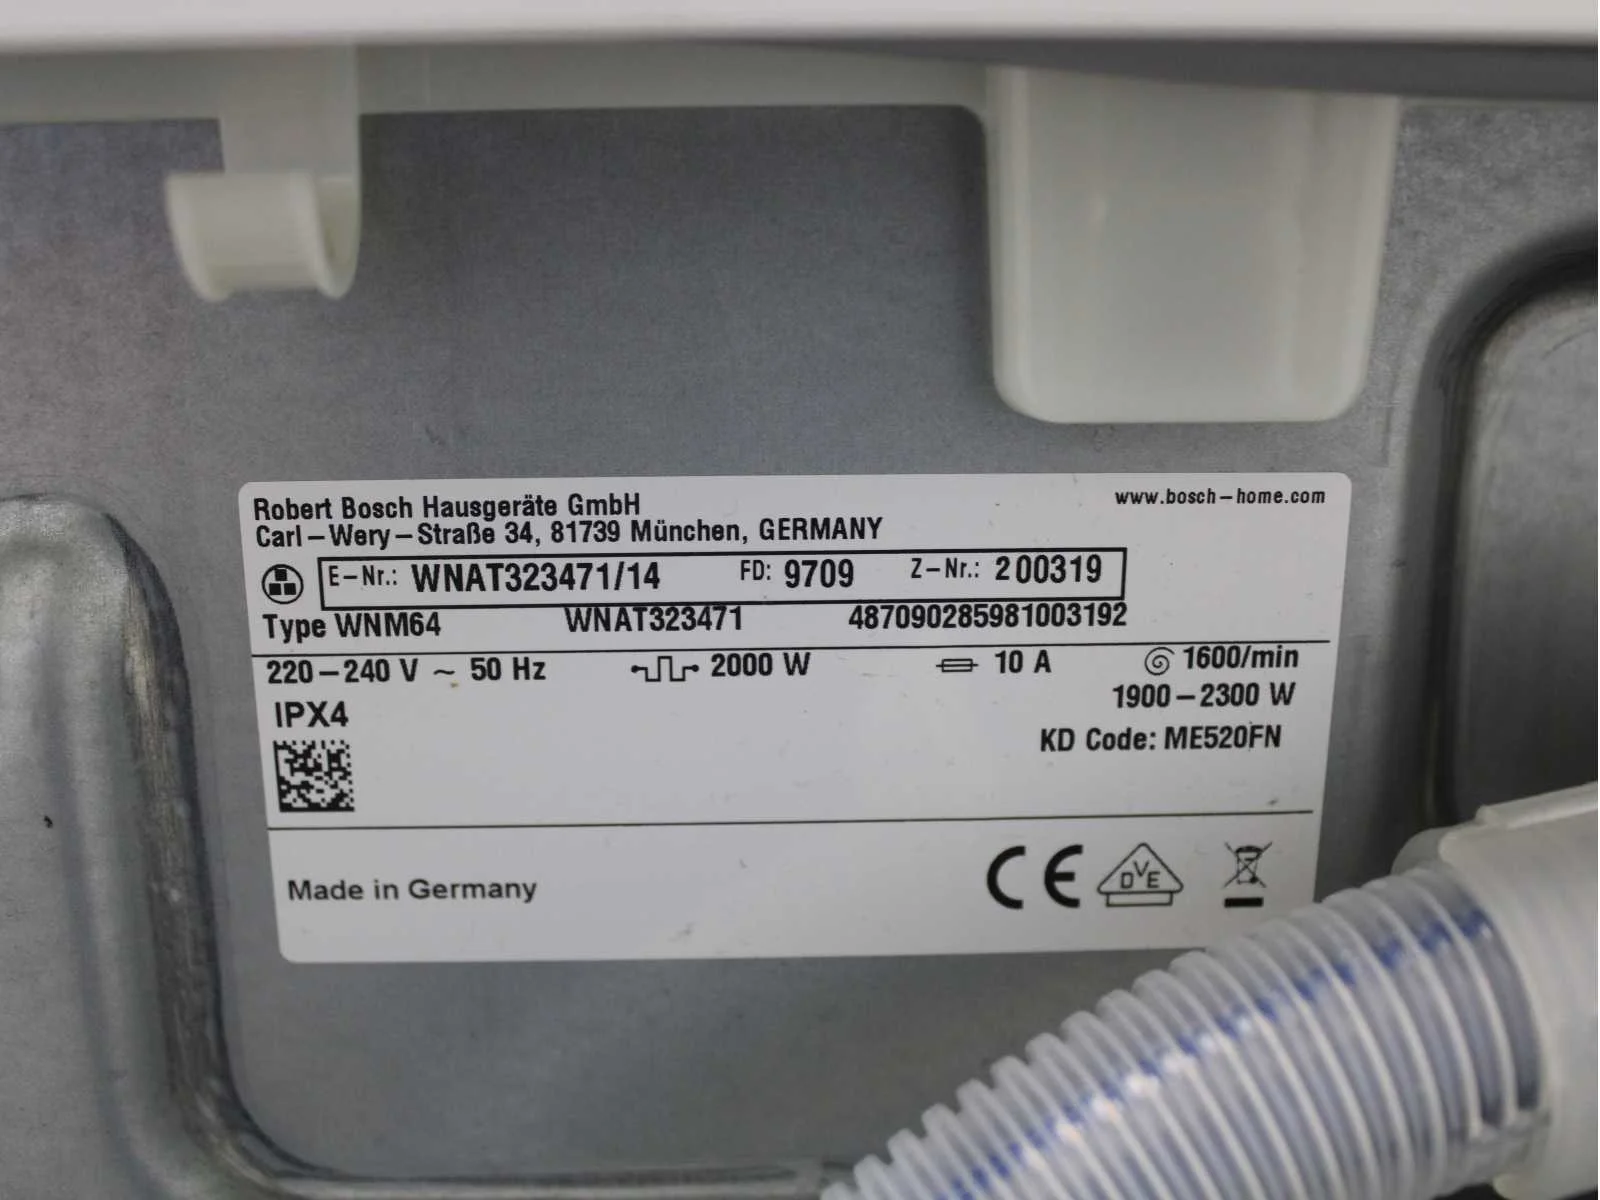 Robert Bosch Hausgeräte GmbH
www.bosch-home.com
Carl-Wery-Straße 34, 81739 München, GERMANY
E-Nr.: WNAT323471/14 FD: 9709 Z-Nr.: 200319
Type WNM64 WNAT323471 487090285981003192
220-240 V ~ 50 Hz 2000 W 10 A 1600/min
1900-2300 W
IPX4
KD Code: ME520FN
Made in Germany
CE DVE